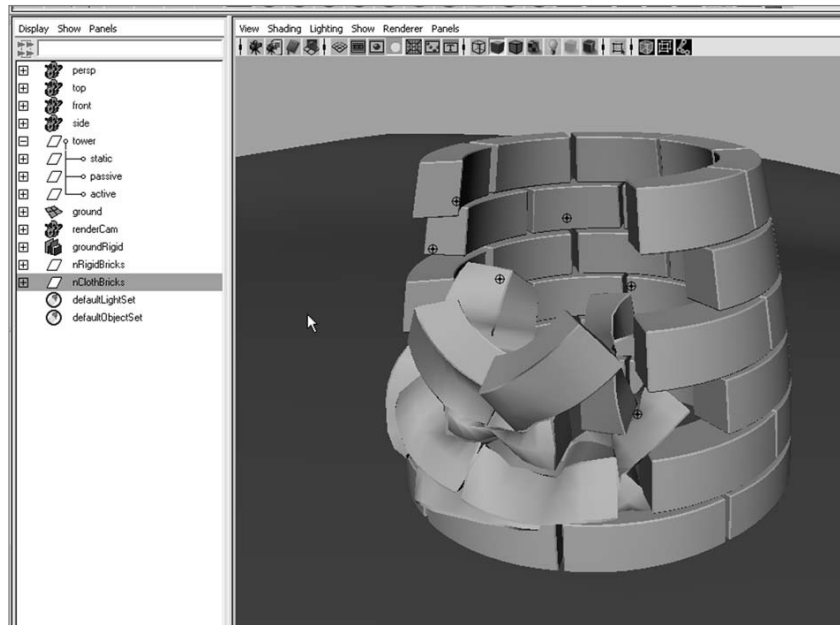 Display Show Panels
View Shading Lighting Show Renderer Panels
persp
top
front
side
tower
static
passive
active
ground
renderCam
groundRigid
nRigidBricks
nClothBricks
defaultLightSet
defaultObjectSet